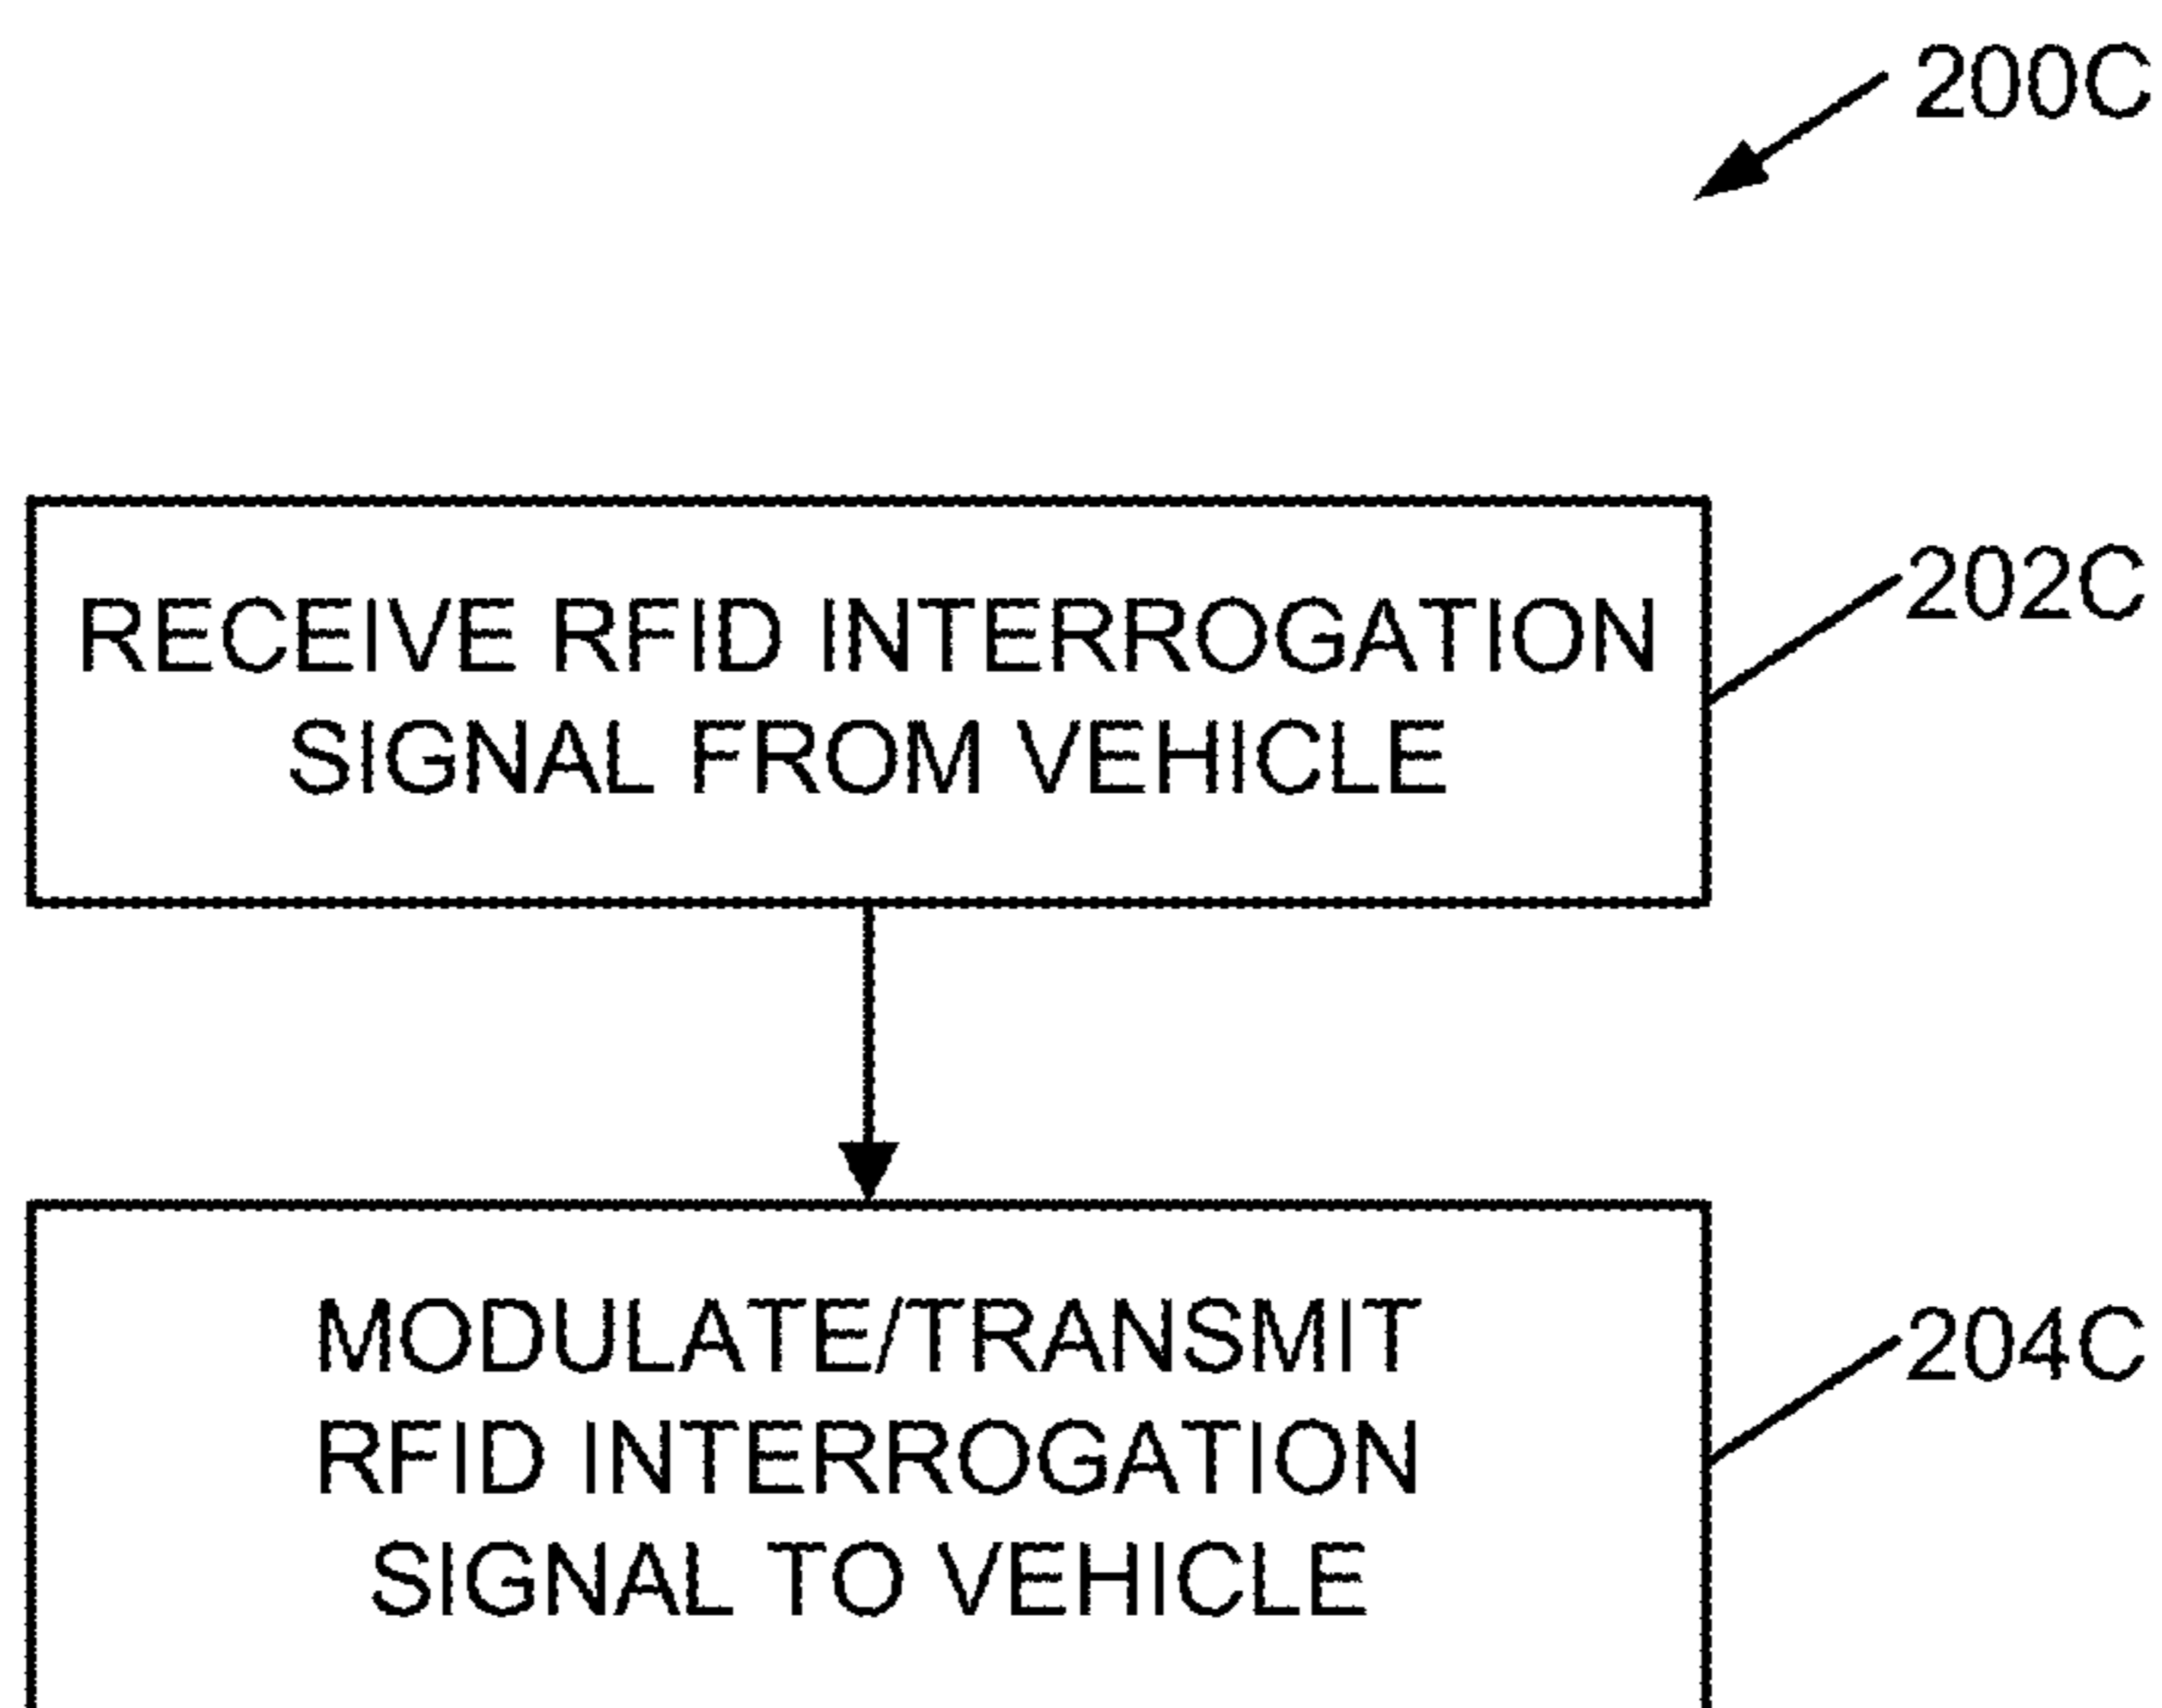 200C
RECEIVE RFID INTERROGATION
SIGNAL FROM VEHICLE
202C
MODULATE/TRANSMIT
RFID INTERROGATION
SIGNAL TO VEHICLE
204C